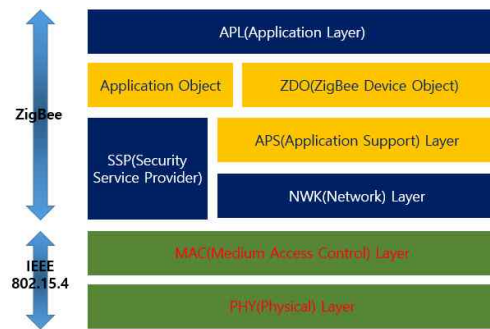 APL(Application Layer)
ZigBee
Application Object
ZDO(ZigBee Device Object)
SSP(Security
Service Provider)
APS(Application Support) Layer
NWK(Network) Layer
IEEE
802.15.4
MAC(Medium Access Control) Layer
PHY(Physical) Layer